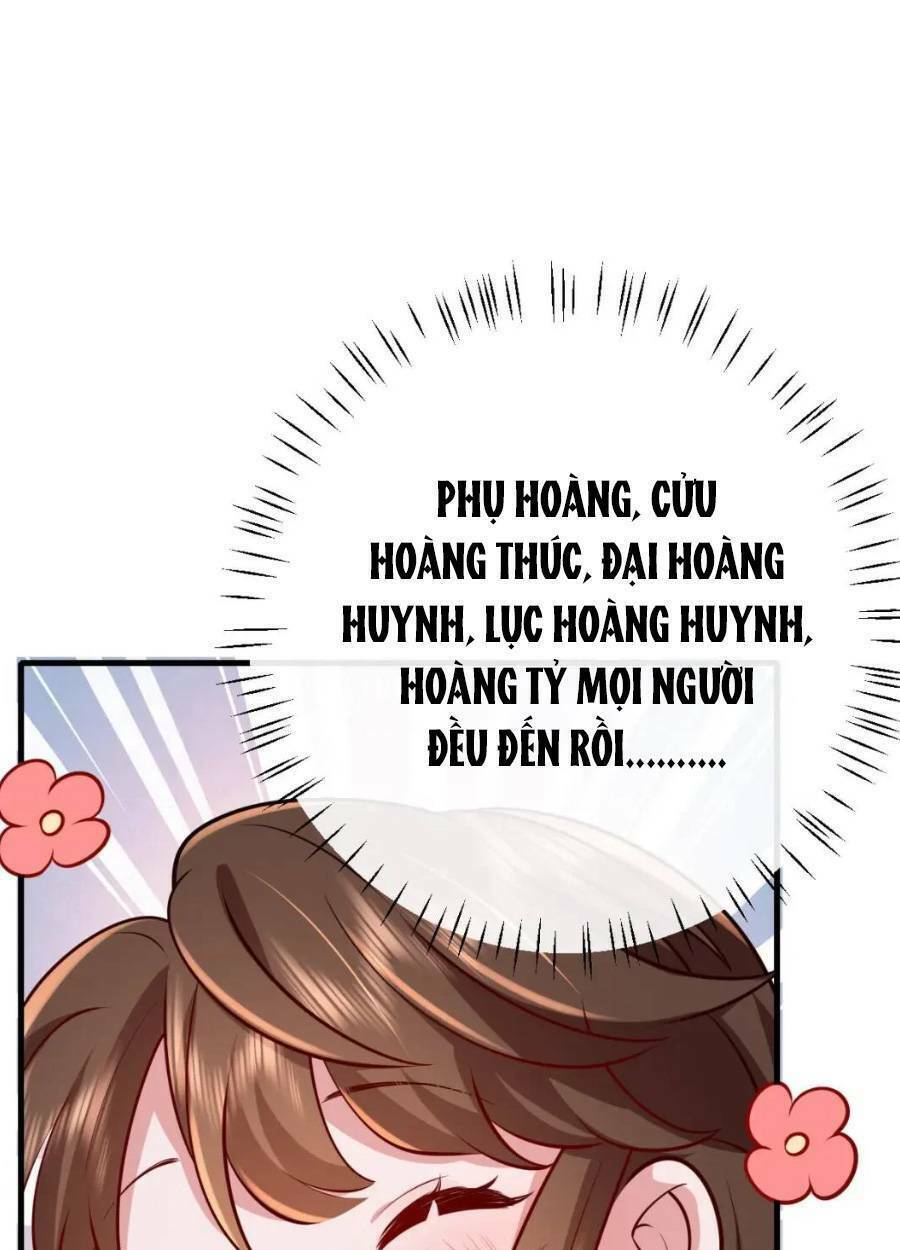 PHỤ HOÀNG, CỬU
HOÀNG THÚC, ĐẠI HOÀNG
HUYNH, LỤC HOÀNG HUYNH,
HOÀNG TỶ MỌI NGƯỜI
ĐỀU ĐẾN RỒI..........